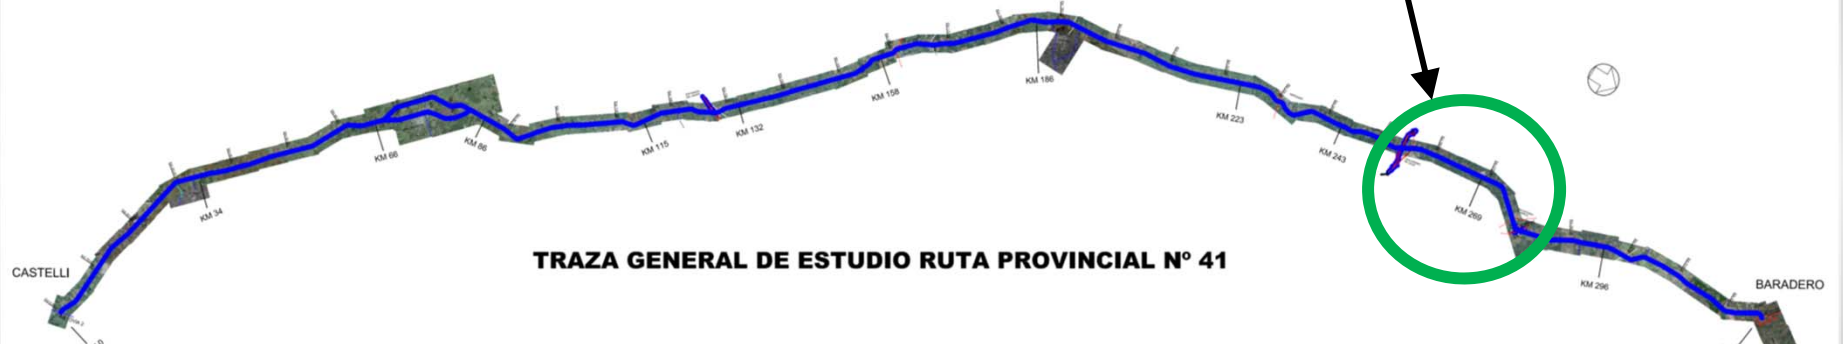 KM 186
KM 158
KM 223
KM 132
KM 115
KM 86
KM 66
KM 243
KM 34
KM 269
TRAZA GENERAL DE ESTUDIO RUTA PROVINCIAL Nº 41
CASTELLI
BARADERO
KM 296